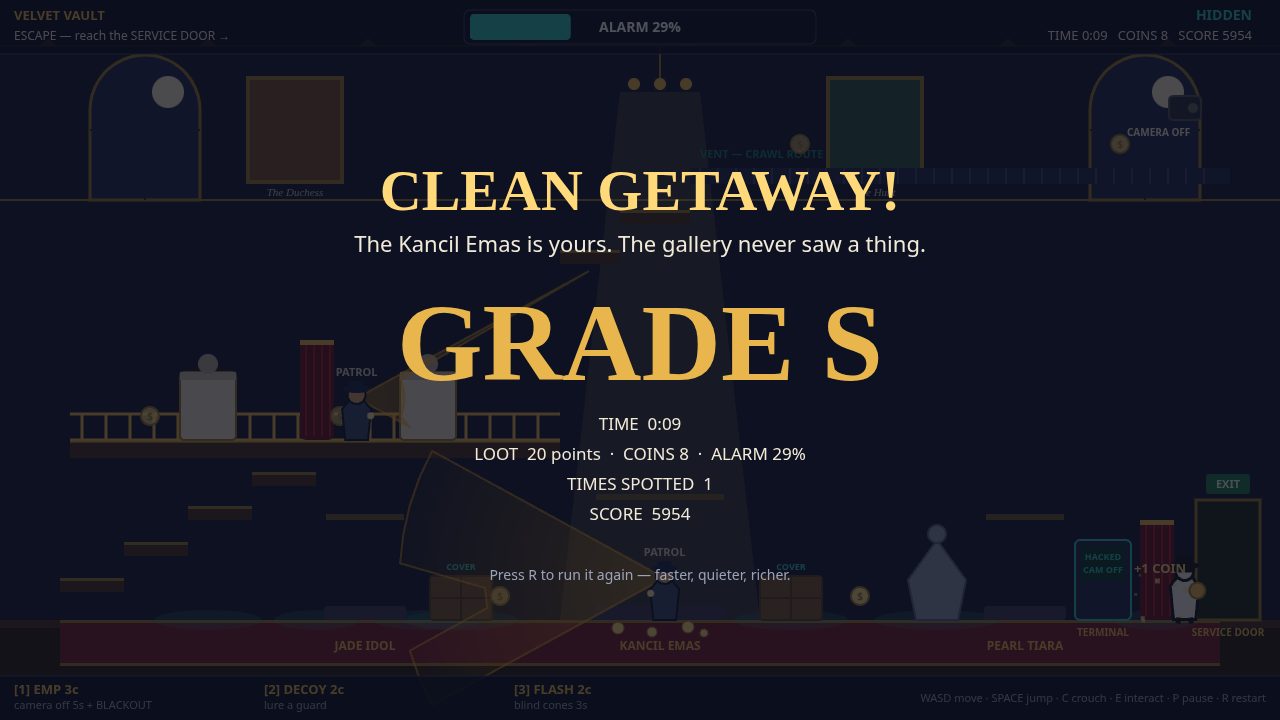 VELVET VAULT
ESCAPE — reach the SERVICE DOOR →
ALARM 29%
HIDDEN
TIME 0:09 COINS 8 SCORE 5954
CAMERA OFF
VENT — CRAWL ROUTE
The Duchess
CLEAN GETAWAY!
The Kancil Emas is yours. The gallery never saw a thing.
GRADE S
PATROL
TIME 0:09
LOOT 20 points · COINS 8 · ALARM 29%
TIMES SPOTTED 1
SCORE 5954
EXIT
PATROL
COVER
COVER
HACKED
CAM OFF
+1 COIN
Press R to run it again — faster, quieter, richer.
TERMINAL
SERVICE DOOR
JADE IDOL
KANCIL EMAS
PEARL TIARA
[1] EMP 3c
camera off 5s + BLACKOUT
[2] DECOY 2c
lure a guard
[3] FLASH 2c
blind cones 3s
WASD move · SPACE jump · C crouch · E interact · P pause · R restart